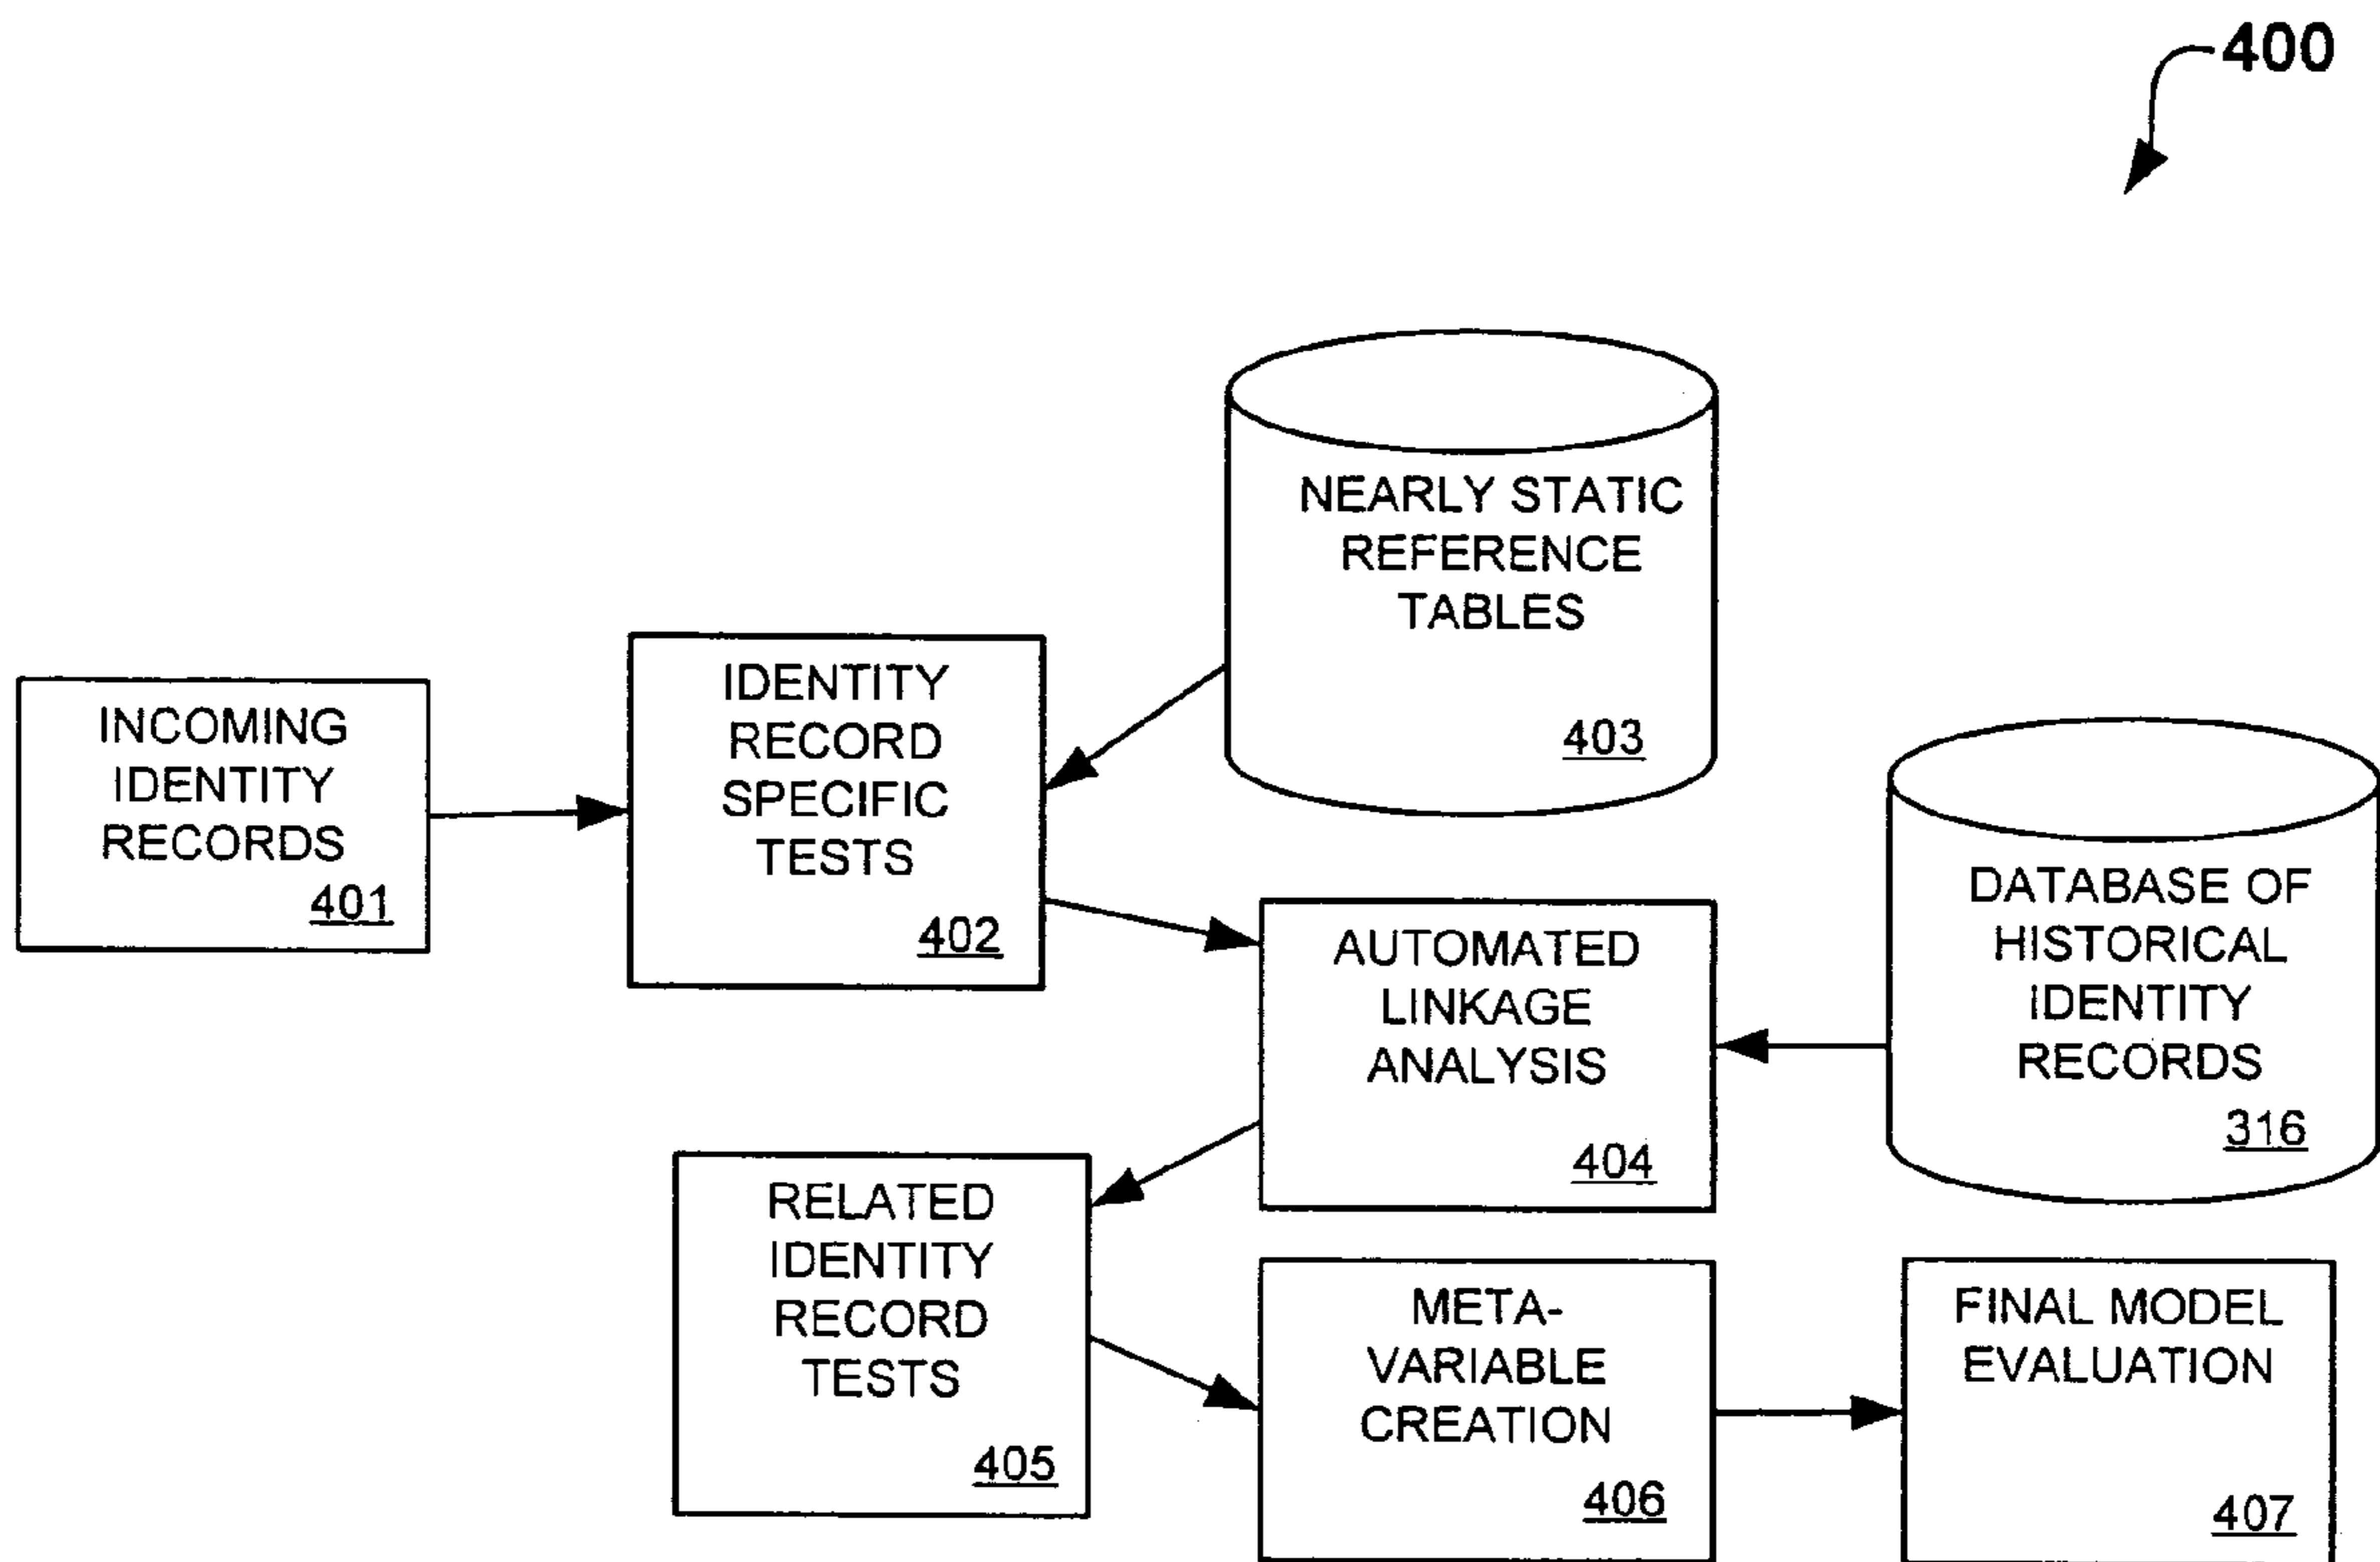 400
NEARLY STATIC
REFERENCE
TABLES
403
INCOMING
IDENTITY
RECORDS
401
IDENTITY
RECORD
SPECIFIC
TESTS
402
DATABASE OF
HISTORICAL
IDENTITY
RECORDS
316
AUTOMATED
LINKAGE
ANALYSIS
404
RELATED
IDENTITY
RECORD
TESTS
405
META-
VARIABLE
CREATION
406
FINAL MODEL
EVALUATION
407